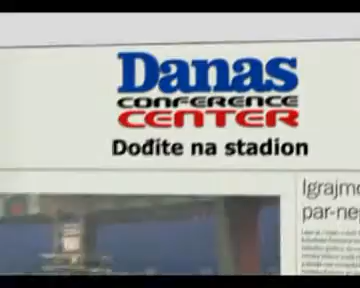 Danas
CONFERENCE
CENTER
Dođite na stadion
Igrajmo
par-nep